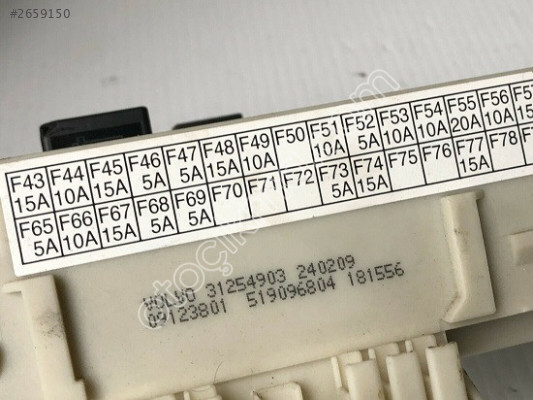 #2659150
F43 F44 F45 F46 F47 F48 F49 F50 F51 F52 F53 F54 F55 F56
15A 10A 15A 5A 5A 15A 10A 10A 5A 10A 10A 20A 10A
F65 F66 F67 F68 F69 F70 F71 F72 F73 F74 F75 F76 F77 F78
5A 10A 15A 5A 5A 5A 15A 15A
VOLVO 31254903 240209
09123801 519096804 181556